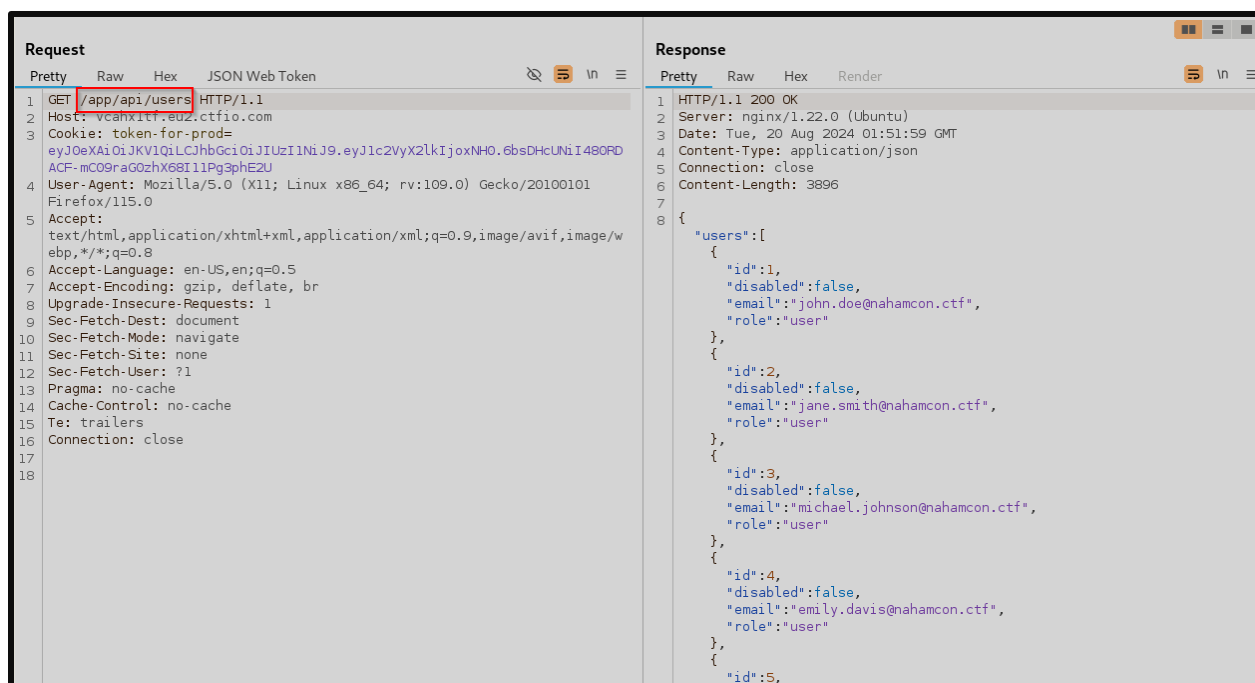 Request
Pretty Raw Hex JSON Web Token \n
1 GET /app/api/users HTTP/1.1
2 Host: vcahx1tf.eu2.ctfio.com
3 Cookie: token-for-prod=
eyJ0eXAiOiJKV1QiLCJhbGciOiJIUzI1NiJ9.eyJ1c2VyX2lkIjoxNH0.6bsDHcUNiI480RD
ACF-mC09raG0zhX68I1lPg3phE2U
4 User-Agent: Mozilla/5.0 (X11; Linux x86_64; rv:109.0) Gecko/20100101
Firefox/115.0
5 Accept:
text/html,application/xhtml+xml,application/xml;q=0.9,image/avif,image/w
ebp,*/*;q=0.8
6 Accept-Language: en-US,en;q=0.5
7 Accept-Encoding: gzip, deflate, br
8 Upgrade-Insecure-Requests: 1
9 Sec-Fetch-Dest: document
10 Sec-Fetch-Mode: navigate
11 Sec-Fetch-Site: none
12 Sec-Fetch-User: ?1
13 Pragma: no-cache
14 Cache-Control: no-cache
15 Te: trailers
16 Connection: close
17
18
Response
Pretty Raw Hex Render \n
1 HTTP/1.1 200 OK
2 Server: nginx/1.22.0 (Ubuntu)
3 Date: Tue, 20 Aug 2024 01:51:59 GMT
4 Content-Type: application/json
5 Connection: close
6 Content-Length: 3896
7
8 {
"users":[
{
"id":1,
"disabled":false,
"email":"john.doe@nahamcon.ctf",
"role":"user"
},
{
"id":2,
"disabled":false,
"email":"jane.smith@nahamcon.ctf",
"role":"user"
},
{
"id":3,
"disabled":false,
"email":"michael.johnson@nahamcon.ctf",
"role":"user"
},
{
"id":4,
"disabled":false,
"email":"emily.davis@nahamcon.ctf",
"role":"user"
},
{
"id":5,